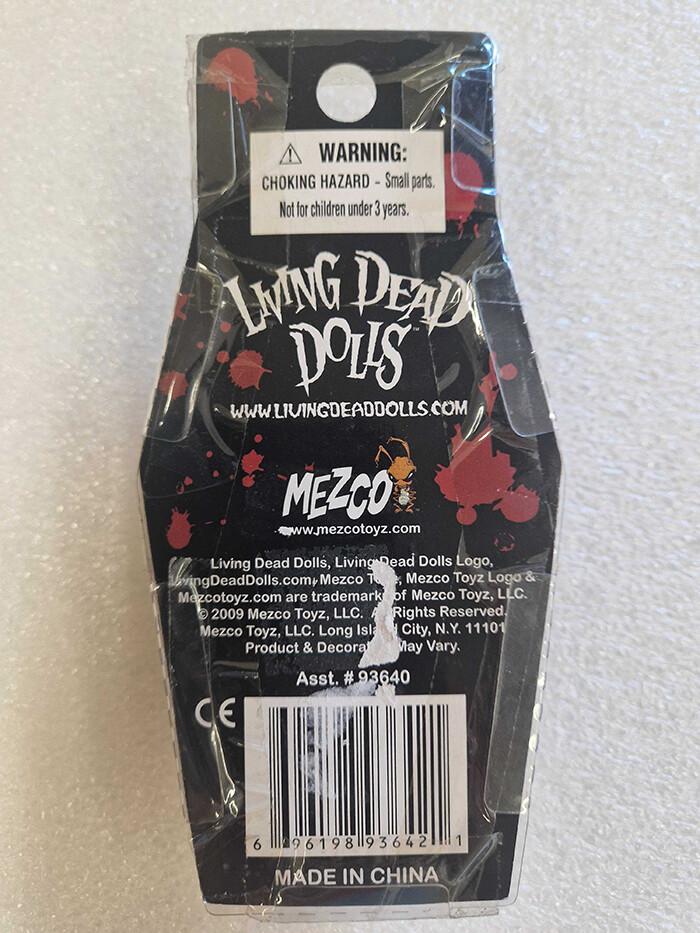 WARNING:
CHOKING HAZARD - Small parts.
Not for children under 3 years.
LIVING DEAD
DOLLS™
WWW.LIVINGDEADDOLLS.COM
MEZCO
www.mezcotoyz.com
Living Dead Dolls, Living Dead Dolls Logo,
LivingDeadDolls.com, Mezco Toyz, Mezco Toyz Logo &
Mezcotoyz.com are trademarks of Mezco Toyz, LLC.
© 2009 Mezco Toyz, LLC. All Rights Reserved.
Mezco Toyz, LLC. Long Island City, N.Y. 11101
Product & Decoration May Vary.
Asst. # 93640
CE
6 96198 93642 1
MADE IN CHINA